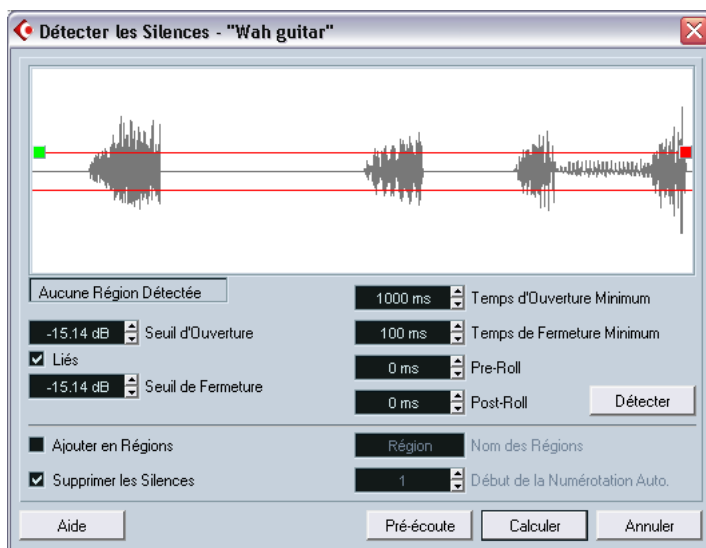 Détecter les Silences - "Wah guitar"
Aucune Région Détectée
-15.14 dB Seuil d'Ouverture
Liés
-15.14 dB Seuil de Fermeture
1000 ms Temps d'Ouverture Minimum
100 ms Temps de Fermeture Minimum
0 ms Pre-Roll
0 ms Post-Roll
Détecter
Ajouter en Régions
Région Nom des Régions
Supprimer les Silences
1 Début de la Numérotation Auto.
Aide
Pré-écoute
Calculer
Annuler